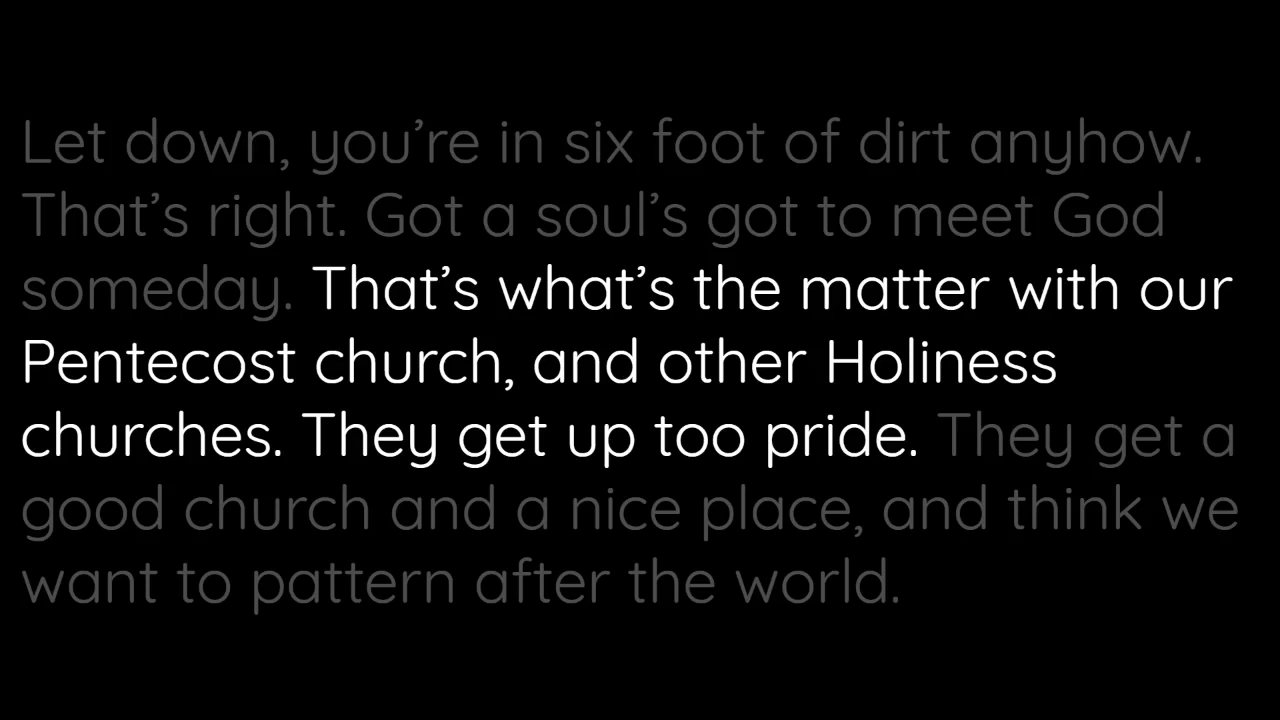 Let down, you’re in six foot of dirt anyhow.
That’s right. Got a soul’s got to meet God
someday. That’s what’s the matter with our
Pentecost church, and other Holiness
churches. They get up too pride. They get a
good church and a nice place, and think we
want to pattern after the world.